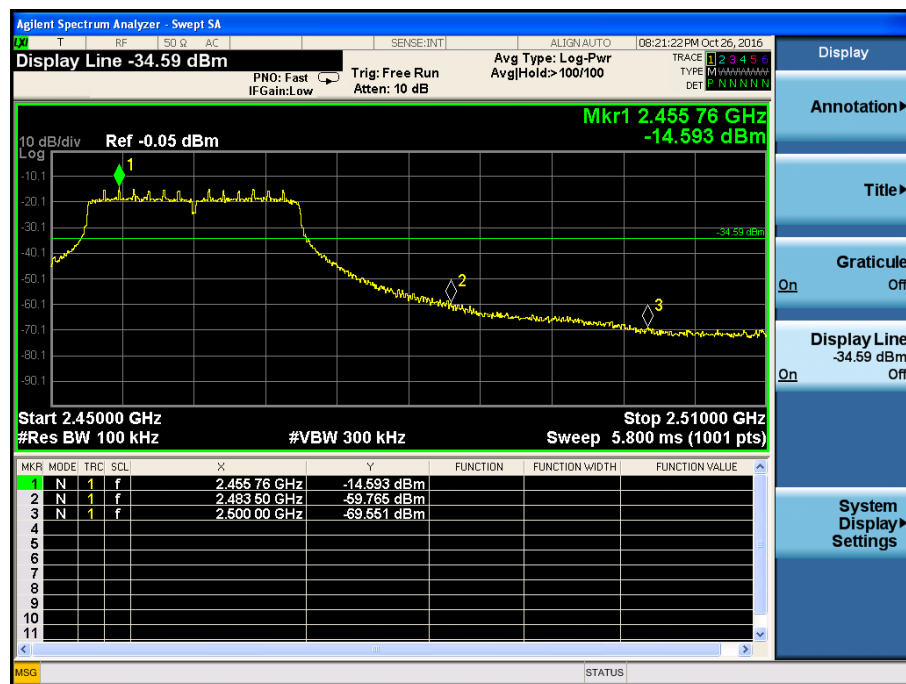 Agilent Spectrum Analyzer - Swept SA
LXI T RF 50 Ω AC SENSE:INT ALIGN AUTO 08:21:22 PM Oct 26, 2016
Display Line -34.59 dBm
PNO: Fast
IFGain:Low
Trig: Free Run
Atten: 10 dB
Avg Type: Log-Pwr
Avg|Hold:>100/100
TRACE 1 2 3 4 5 6
TYPE M
DET P N N N N N
Mkr1 2.455 76 GHz
-14.593 dBm
10 dB/div Ref -0.05 dBm
Log
-10.1
-20.1
-30.1
-40.1
-50.1
-60.1
-70.1
-80.1
-90.1
1
-34.59 dBm
2
3
Start 2.45000 GHz Stop 2.51000 GHz
#Res BW 100 kHz #VBW 300 kHz Sweep 5.800 ms (1001 pts)
MKR MODE TRC SCL X Y FUNCTION FUNCTION WIDTH FUNCTION VALUE
1 N 1 f 2.455 76 GHz -14.593 dBm
2 N 1 f 2.483 50 GHz -59.765 dBm
3 N 1 f 2.500 00 GHz -69.551 dBm
4
5
6
7
8
9
10
11
MSG STATUS
Display
Annotation
Title
Graticule
On Off
Display Line
-34.59 dBm
On Off
System
Display
Settings